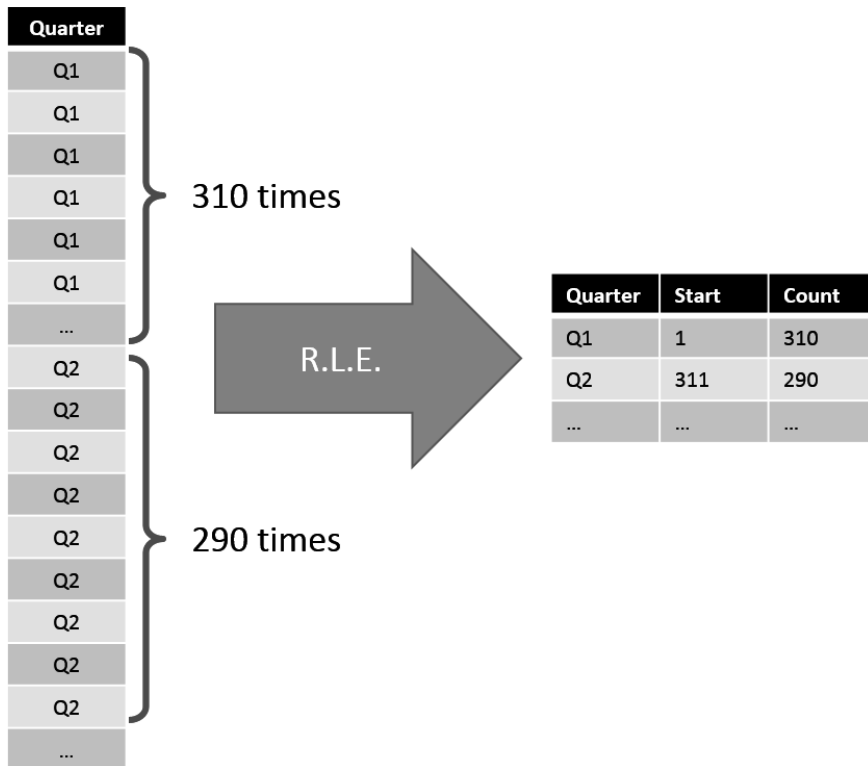 Quarter
Q1
Q1
Q1
Q1
Q1
Q1
...
Q2
Q2
Q2
Q2
Q2
Q2
Q2
Q2
Q2
...
310 times
290 times
R.L.E.
Quarter Start Count
Q1 1 310
Q2 311 290
... ... ...